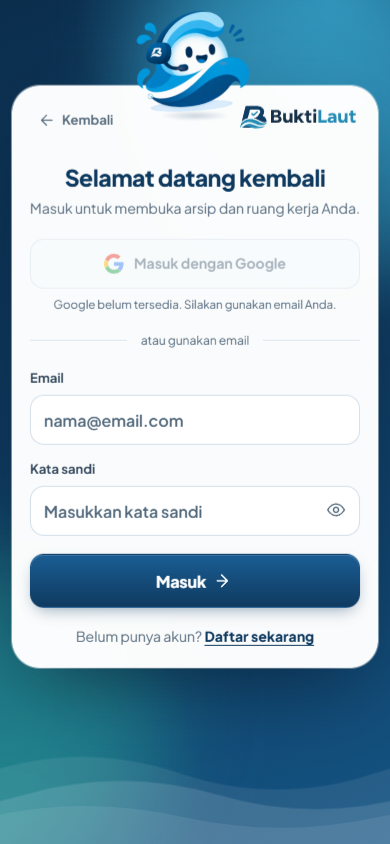 Kembali
BuktiLaut
Selamat datang kembali
Masuk untuk membuka arsip dan ruang kerja Anda.
Masuk dengan Google
Google belum tersedia. Silakan gunakan email Anda.
atau gunakan email
Email
nama@email.com
Kata sandi
Masukkan kata sandi
Masuk
Belum punya akun? Daftar sekarang